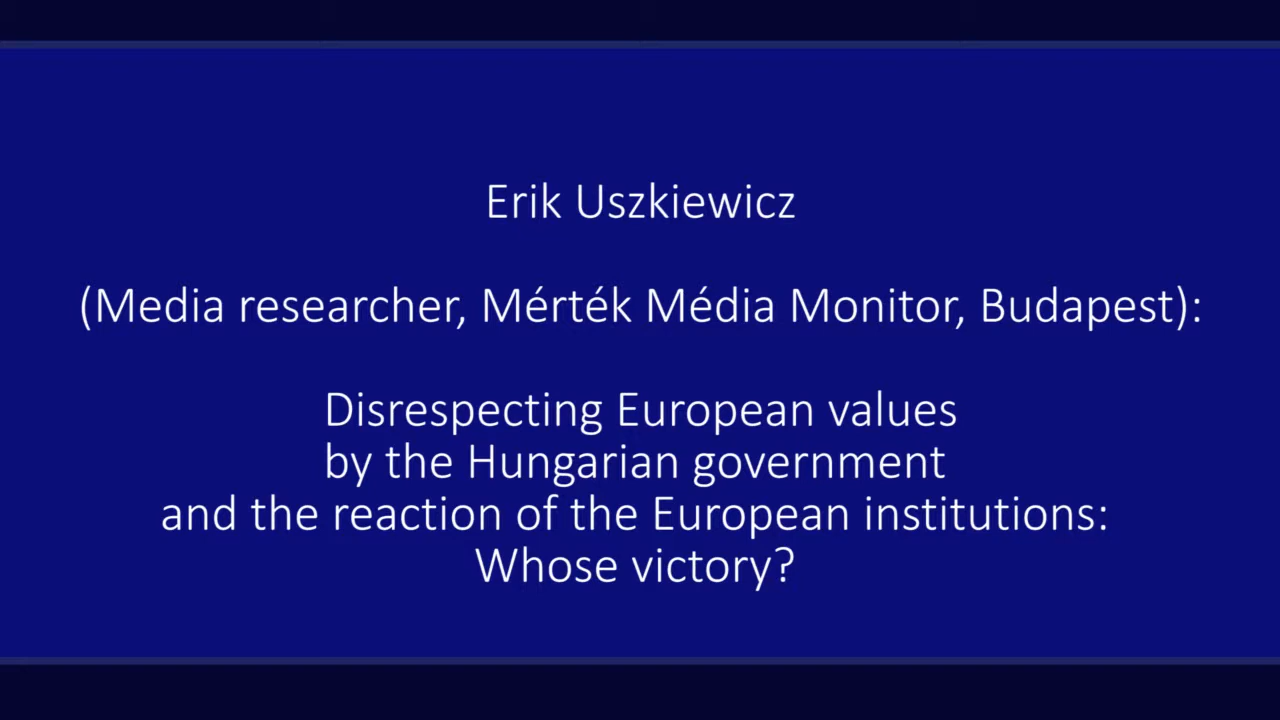 Erik Uszkiewicz
(Media researcher, Mérték Média Monitor, Budapest):
Disrespecting European values
by the Hungarian government
and the reaction of the European institutions:
Whose victory?